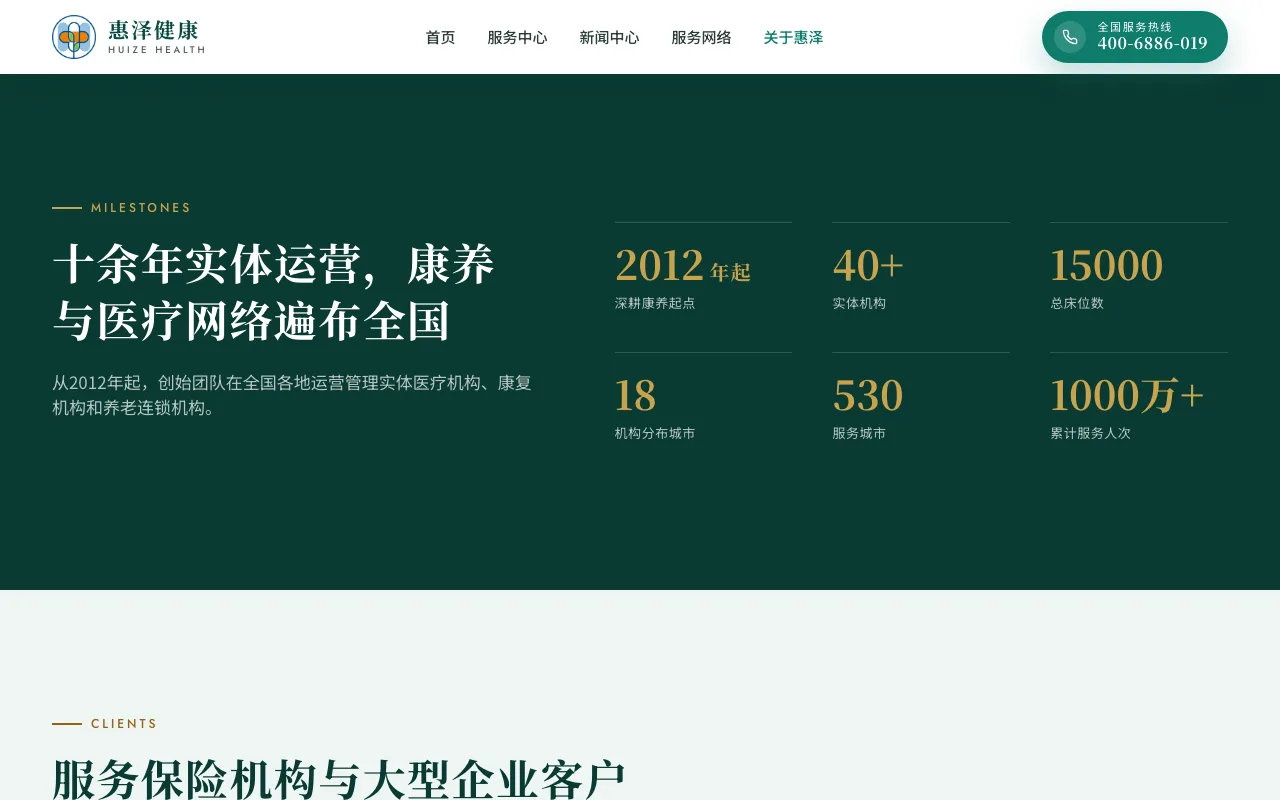 惠泽健康
HUIZE HEALTH
首页
服务中心
新闻中心
服务网络
关于惠泽
全国服务热线
400-6886-019
MILESTONES
十余年实体运营，康养
与医疗网络遍布全国
从2012年起，创始团队在全国各地运营管理实体医疗机构、康复
机构和养老连锁机构。
2012 年起
深耕康养起点
40+
实体机构
15000
总床位数
18
机构分布城市
530
服务城市
1000万+
累计服务人次
CLIENTS
服务保险机构与大型企业客户